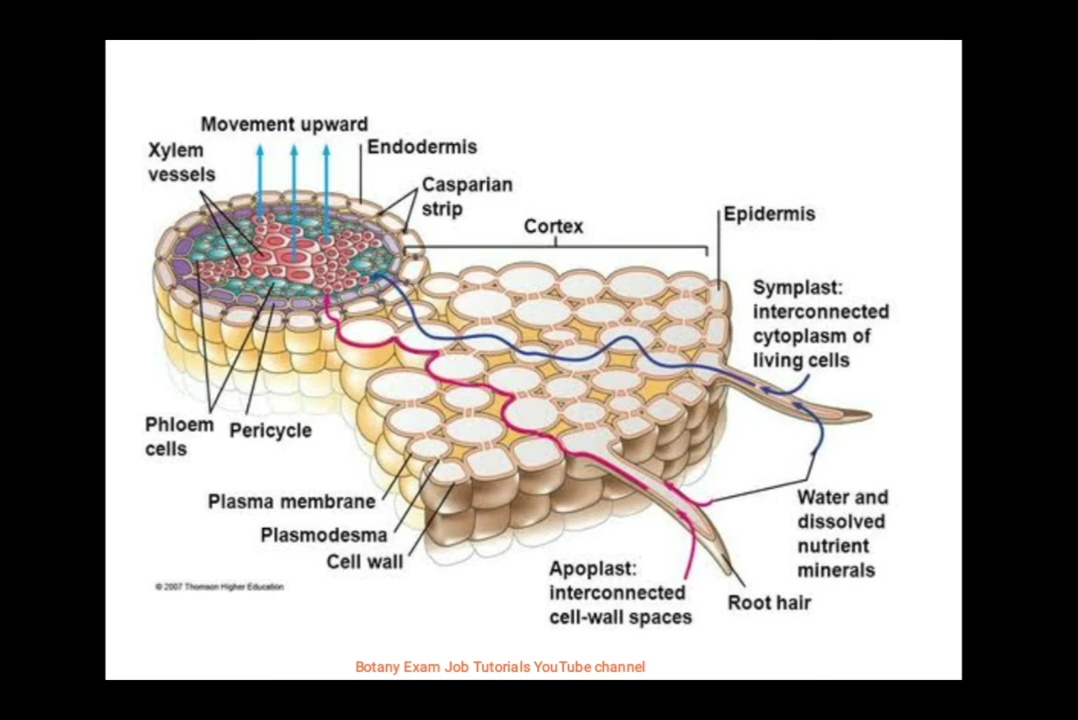 Movement upward
Xylem
vessels
Endodermis
Casparian
strip
Cortex
Epidermis
Symplast:
interconnected
cytoplasm of
living cells
Phloem
cells
Pericycle
Plasma membrane
Plasmodesma
Cell wall
Water and
dissolved
nutrient
minerals
Apoplast:
interconnected
cell-wall spaces
Root hair
© 2007 Thomson Higher Education
Botany Exam Job Tutorials YouTube channel